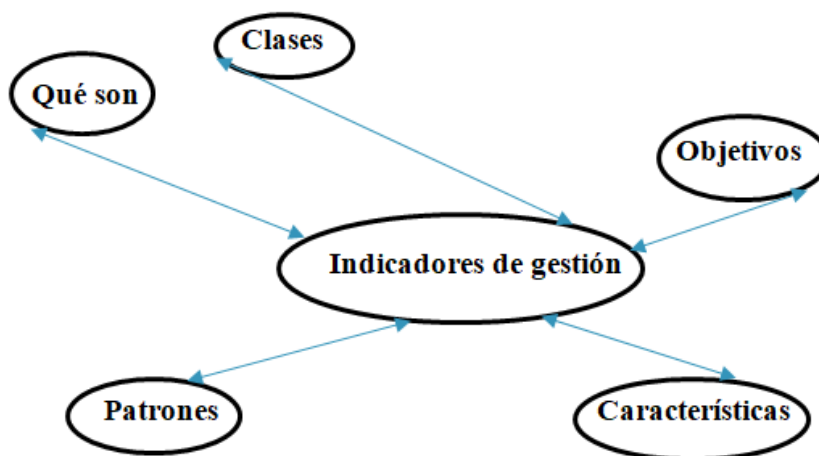 Clases
Qué son
Objetivos
Indicadores de gestión
Patrones
Características